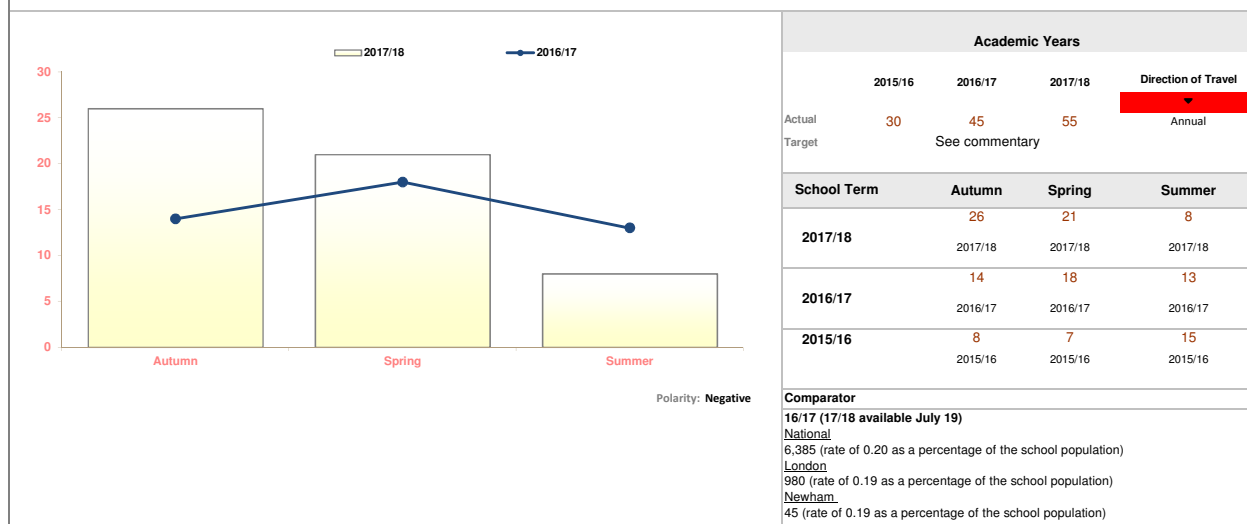 2017/18 2016/17
30
25
20
15
10
5
0
Autumn Spring Summer
Polarity: Negative
Academic Years
2015/16 2016/17 2017/18 Direction of Travel
Actual 30 45 55 Annual
Target See commentary
School Term Autumn Spring Summer
26 21 8
2017/18
2017/18 2017/18 2017/18
14 18 13
2016/17
2016/17 2016/17 2016/17
2015/16 8 7 15
2015/16 2015/16 2015/16
Comparator
16/17 (17/18 available July 19)
National
6,385 (rate of 0.20 as a percentage of the school population)
London
980 (rate of 0.19 as a percentage of the school population)
Newham
45 (rate of 0.19 as a percentage of the school population)